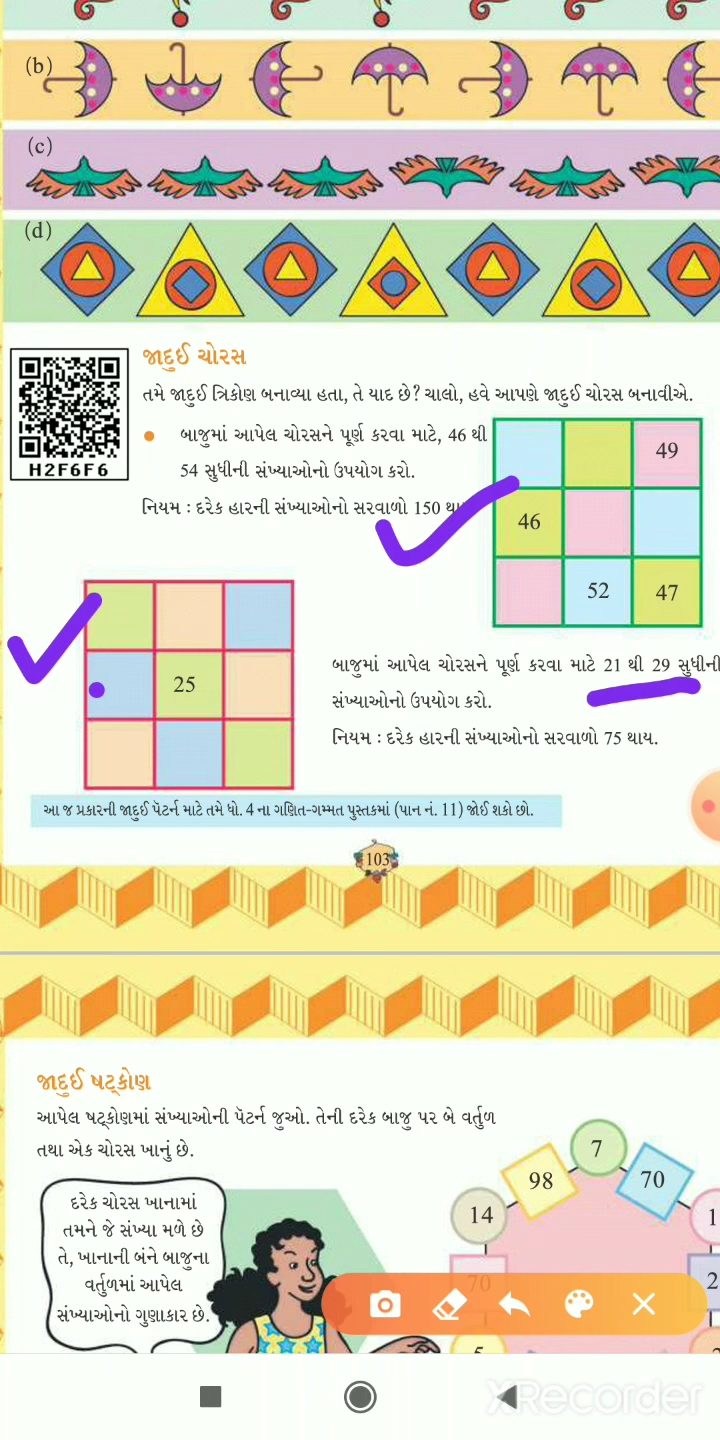 (b)
(c)
(d)
જાદુઈ ચોરસ
તમે જાદુઈ ત્રિકોણ બનાવ્યા હતા, તે યાદ છે? ચાલો, હવે આપણે જાદુઈ ચોરસ બનાવીએ.
બાજુમાં આપેલ ચોરસને પૂર્ણ કરવા માટે, 46 થી
54 સુધીની સંખ્યાઓનો ઉપયોગ કરો.
નિયમ : દરેક હારની સંખ્યાઓનો સરવાળો 150
H2F6F6
49
46
52 47
25
બાજુમાં આપેલ ચોરસને પૂર્ણ કરવા માટે 21 થી 29 સુધીની
સંખ્યાઓનો ઉપયોગ કરો.
નિયમ : દરેક હારની સંખ્યાઓનો સરવાળો 75 થાય.
આ જ પ્રકારની જાદુઈ પૅટર્ન માટે તમે ધો. 4 ના ગણિત-ગમ્મત પુસ્તકમાં (પાન નં. 11) જોઈ શકો છો.
103
જાદુઈ ષટ્કોણ
આપેલ ષટ્કોણમાં સંખ્યાઓની પૅટર્ન જુઓ. તેની દરેક બાજુ પર બે વર્તુળ
તથા એક ચોરસ ખાનું છે.
દરેક ચોરસ ખાનામાં
તમને જે સંખ્યા મળે છે
તે, ખાનાની બંને બાજુના
વર્તુળમાં આપેલ
સંખ્યાઓનો ગુણાકાર છે.
7
98 70
14
70
XRecorder